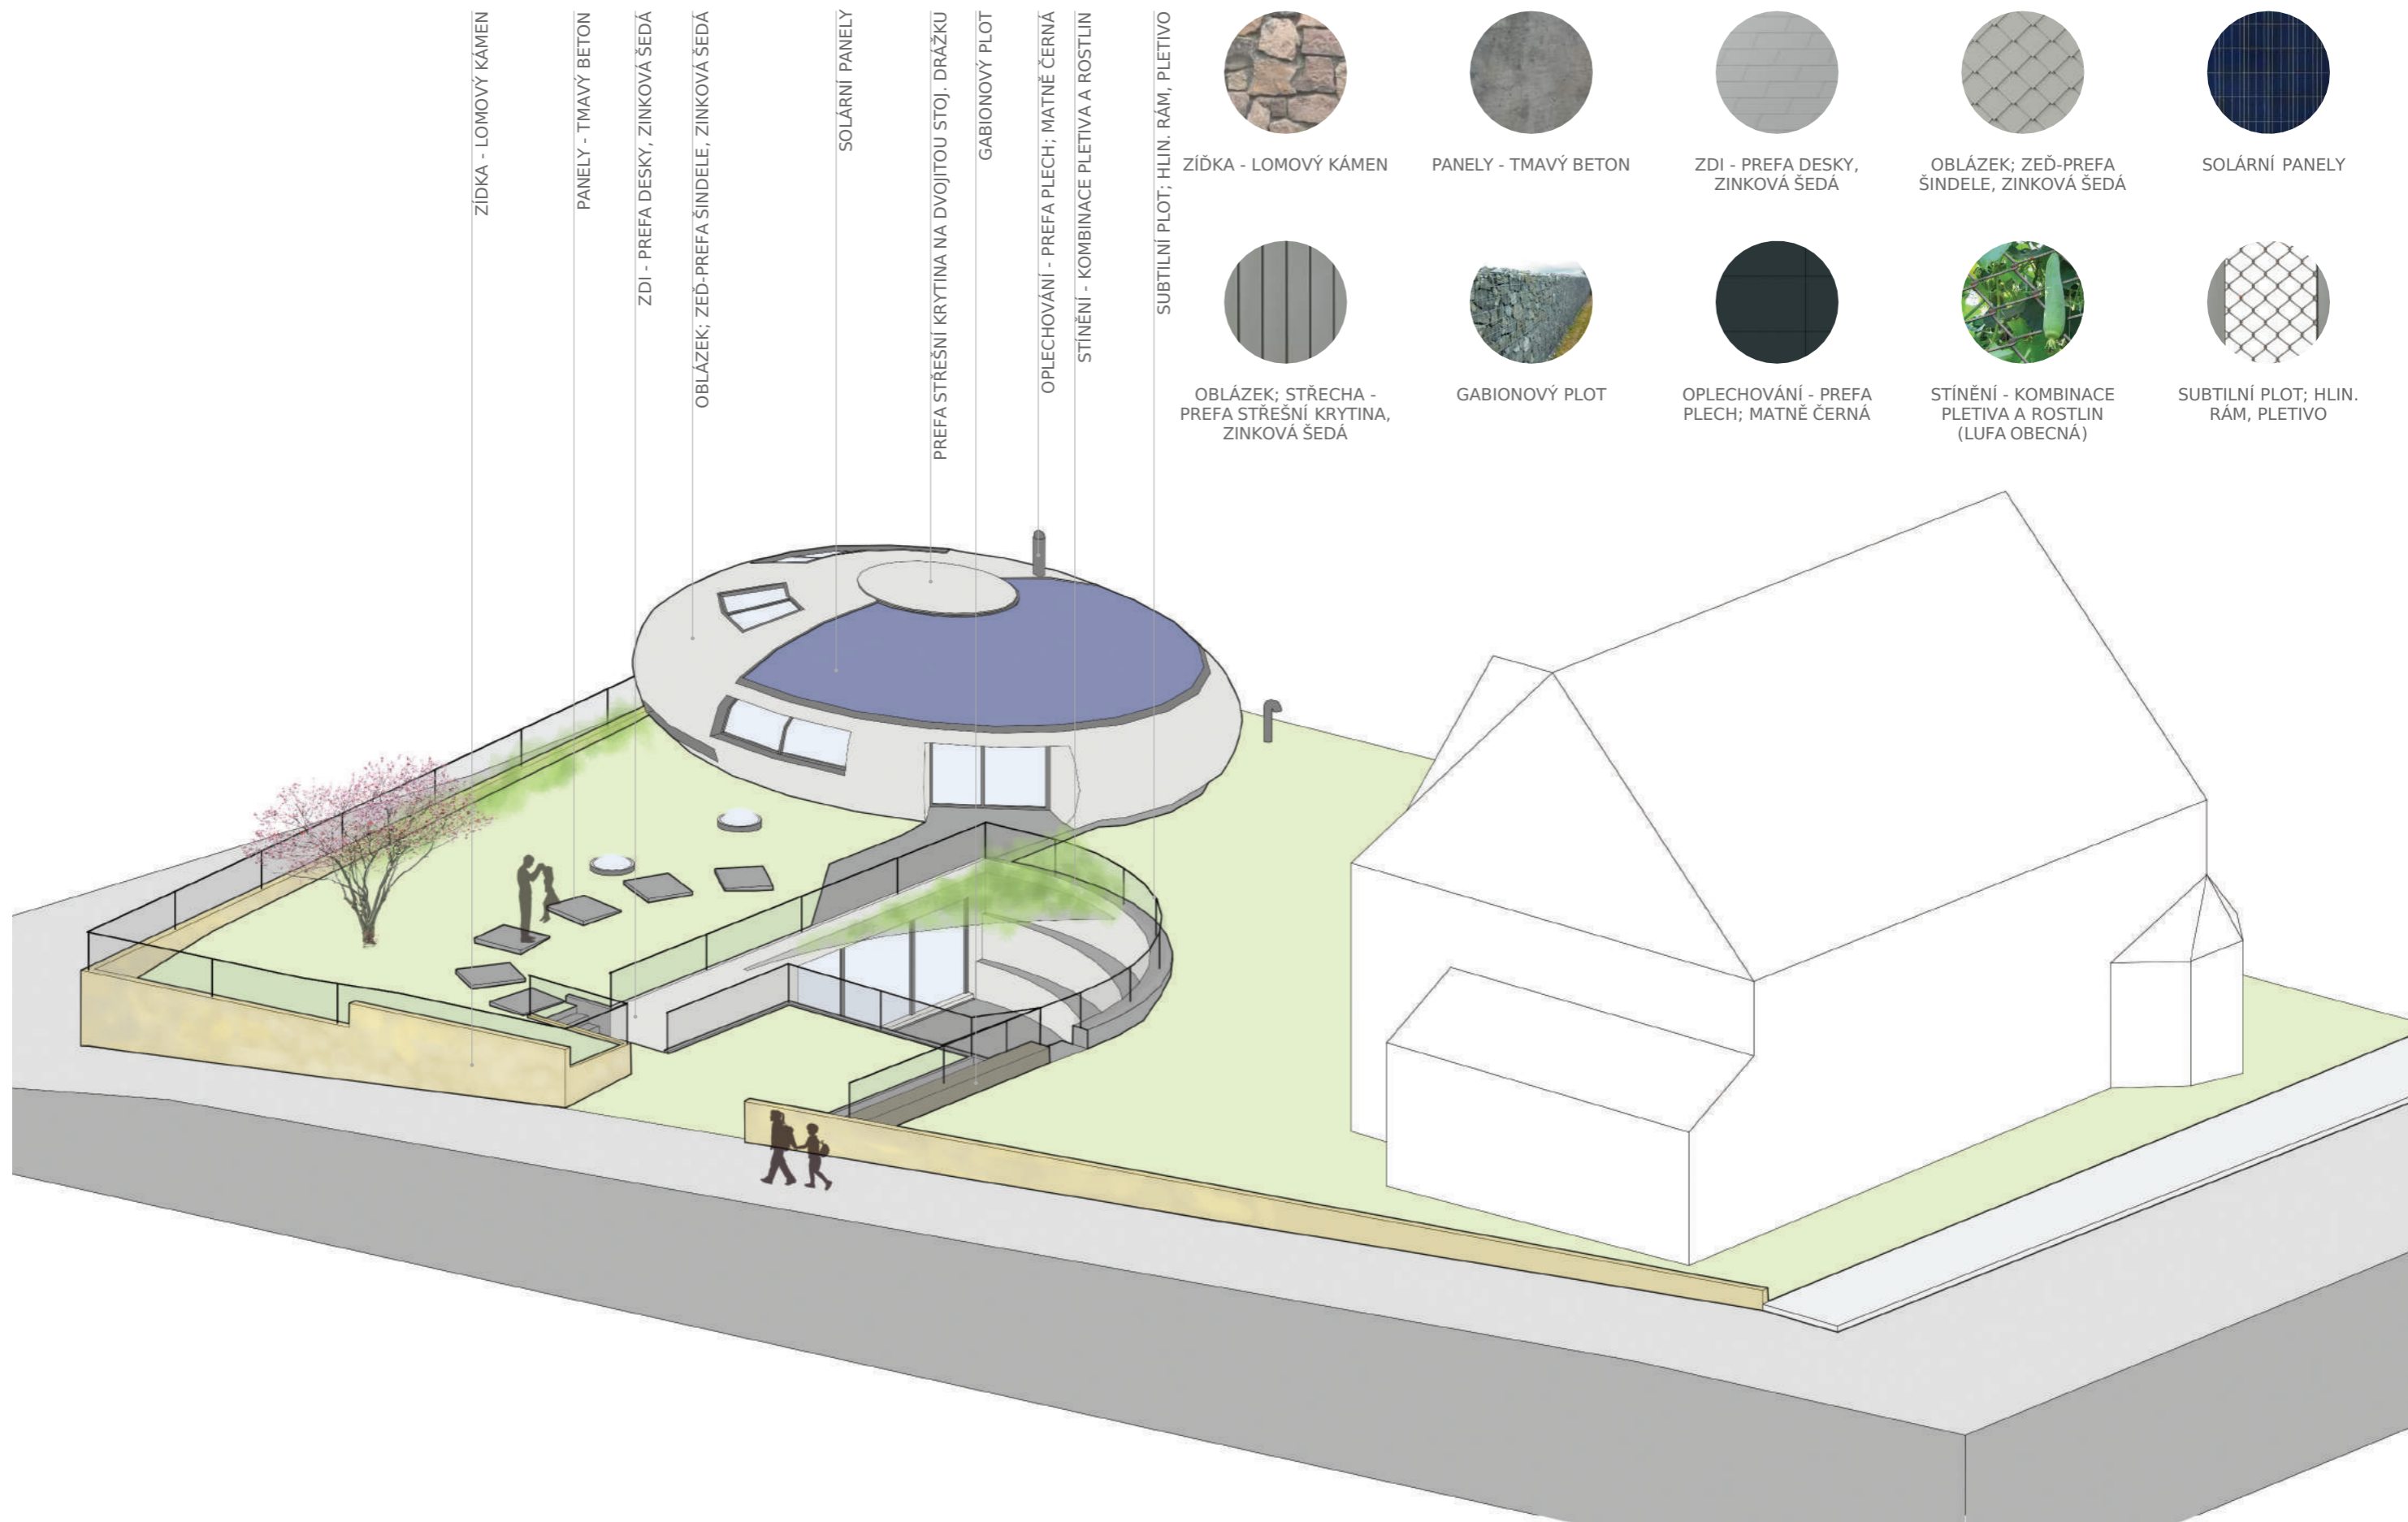 ZÍDKA - LOMOVÝ KÁMEN
PANELY - TMAVÝ BETON
ZDI - PREFA DESKY, ZINKOVÁ ŠEDÁ
OBLÁZEK; ZEĎ-PREFA ŠINDELE, ZINKOVÁ ŠEDÁ
SOLÁRNÍ PANELY
PREFA STŘEŠNÍ KRYTINA NA DVOJITOU STOJ. DRÁŽKU
GABIONOVÝ PLOT
OPLECHOVÁNÍ - PREFA PLECH; MATNĚ ČERNÁ
STÍNĚNÍ - KOMBINACE PLETIVA A ROSTLIN
SUBTILNÍ PLOT; HLIN. RÁM, PLETIVO
ZÍĎKA - LOMOVÝ KÁMEN
PANELY - TMAVÝ BETON
ZDI - PREFA DESKY,
ZINKOVÁ ŠEDÁ
OBLÁZEK; ZEĎ-PREFA
ŠINDELE, ZINKOVÁ ŠEDÁ
SOLÁRNÍ PANELY
OBLÁZEK; STŘECHA -
PREFA STŘEŠNÍ KRYTINA,
ZINKOVÁ ŠEDÁ
GABIONOVÝ PLOT
OPLECHOVÁNÍ - PREFA
PLECH; MATNĚ ČERNÁ
STÍNĚNÍ - KOMBINACE
PLETIVA A ROSTLIN
(LUFA OBECNÁ)
SUBTILNÍ PLOT; HLIN.
RÁM, PLETIVO